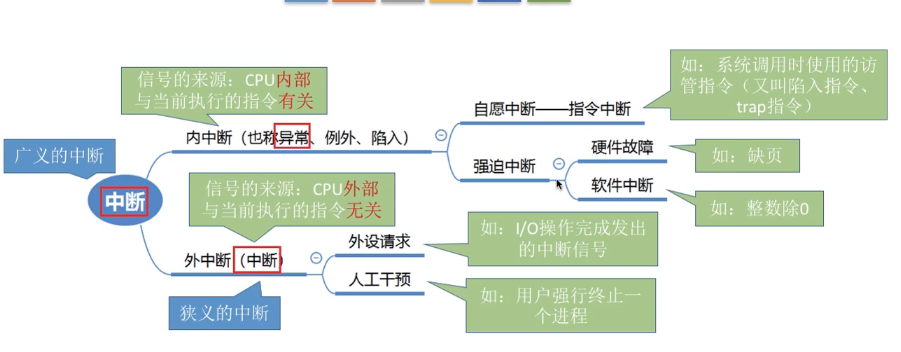 信号的来源：CPU内部
与当前执行的指令有关
如：系统调用时使用的访
管指令（又叫陷入指令、
trap指令）
自愿中断——指令中断
内中断（也称异常、例外、陷入）
广义的中断
硬件故障
如：缺页
强迫中断
软件中断
如：整数除0
中断
信号的来源：CPU外部
与当前执行的指令无关
外设请求
如：I/O操作完成发出
的中断信号
外中断（中断）
人工干预
如：用户强行终止一
个进程
狭义的中断